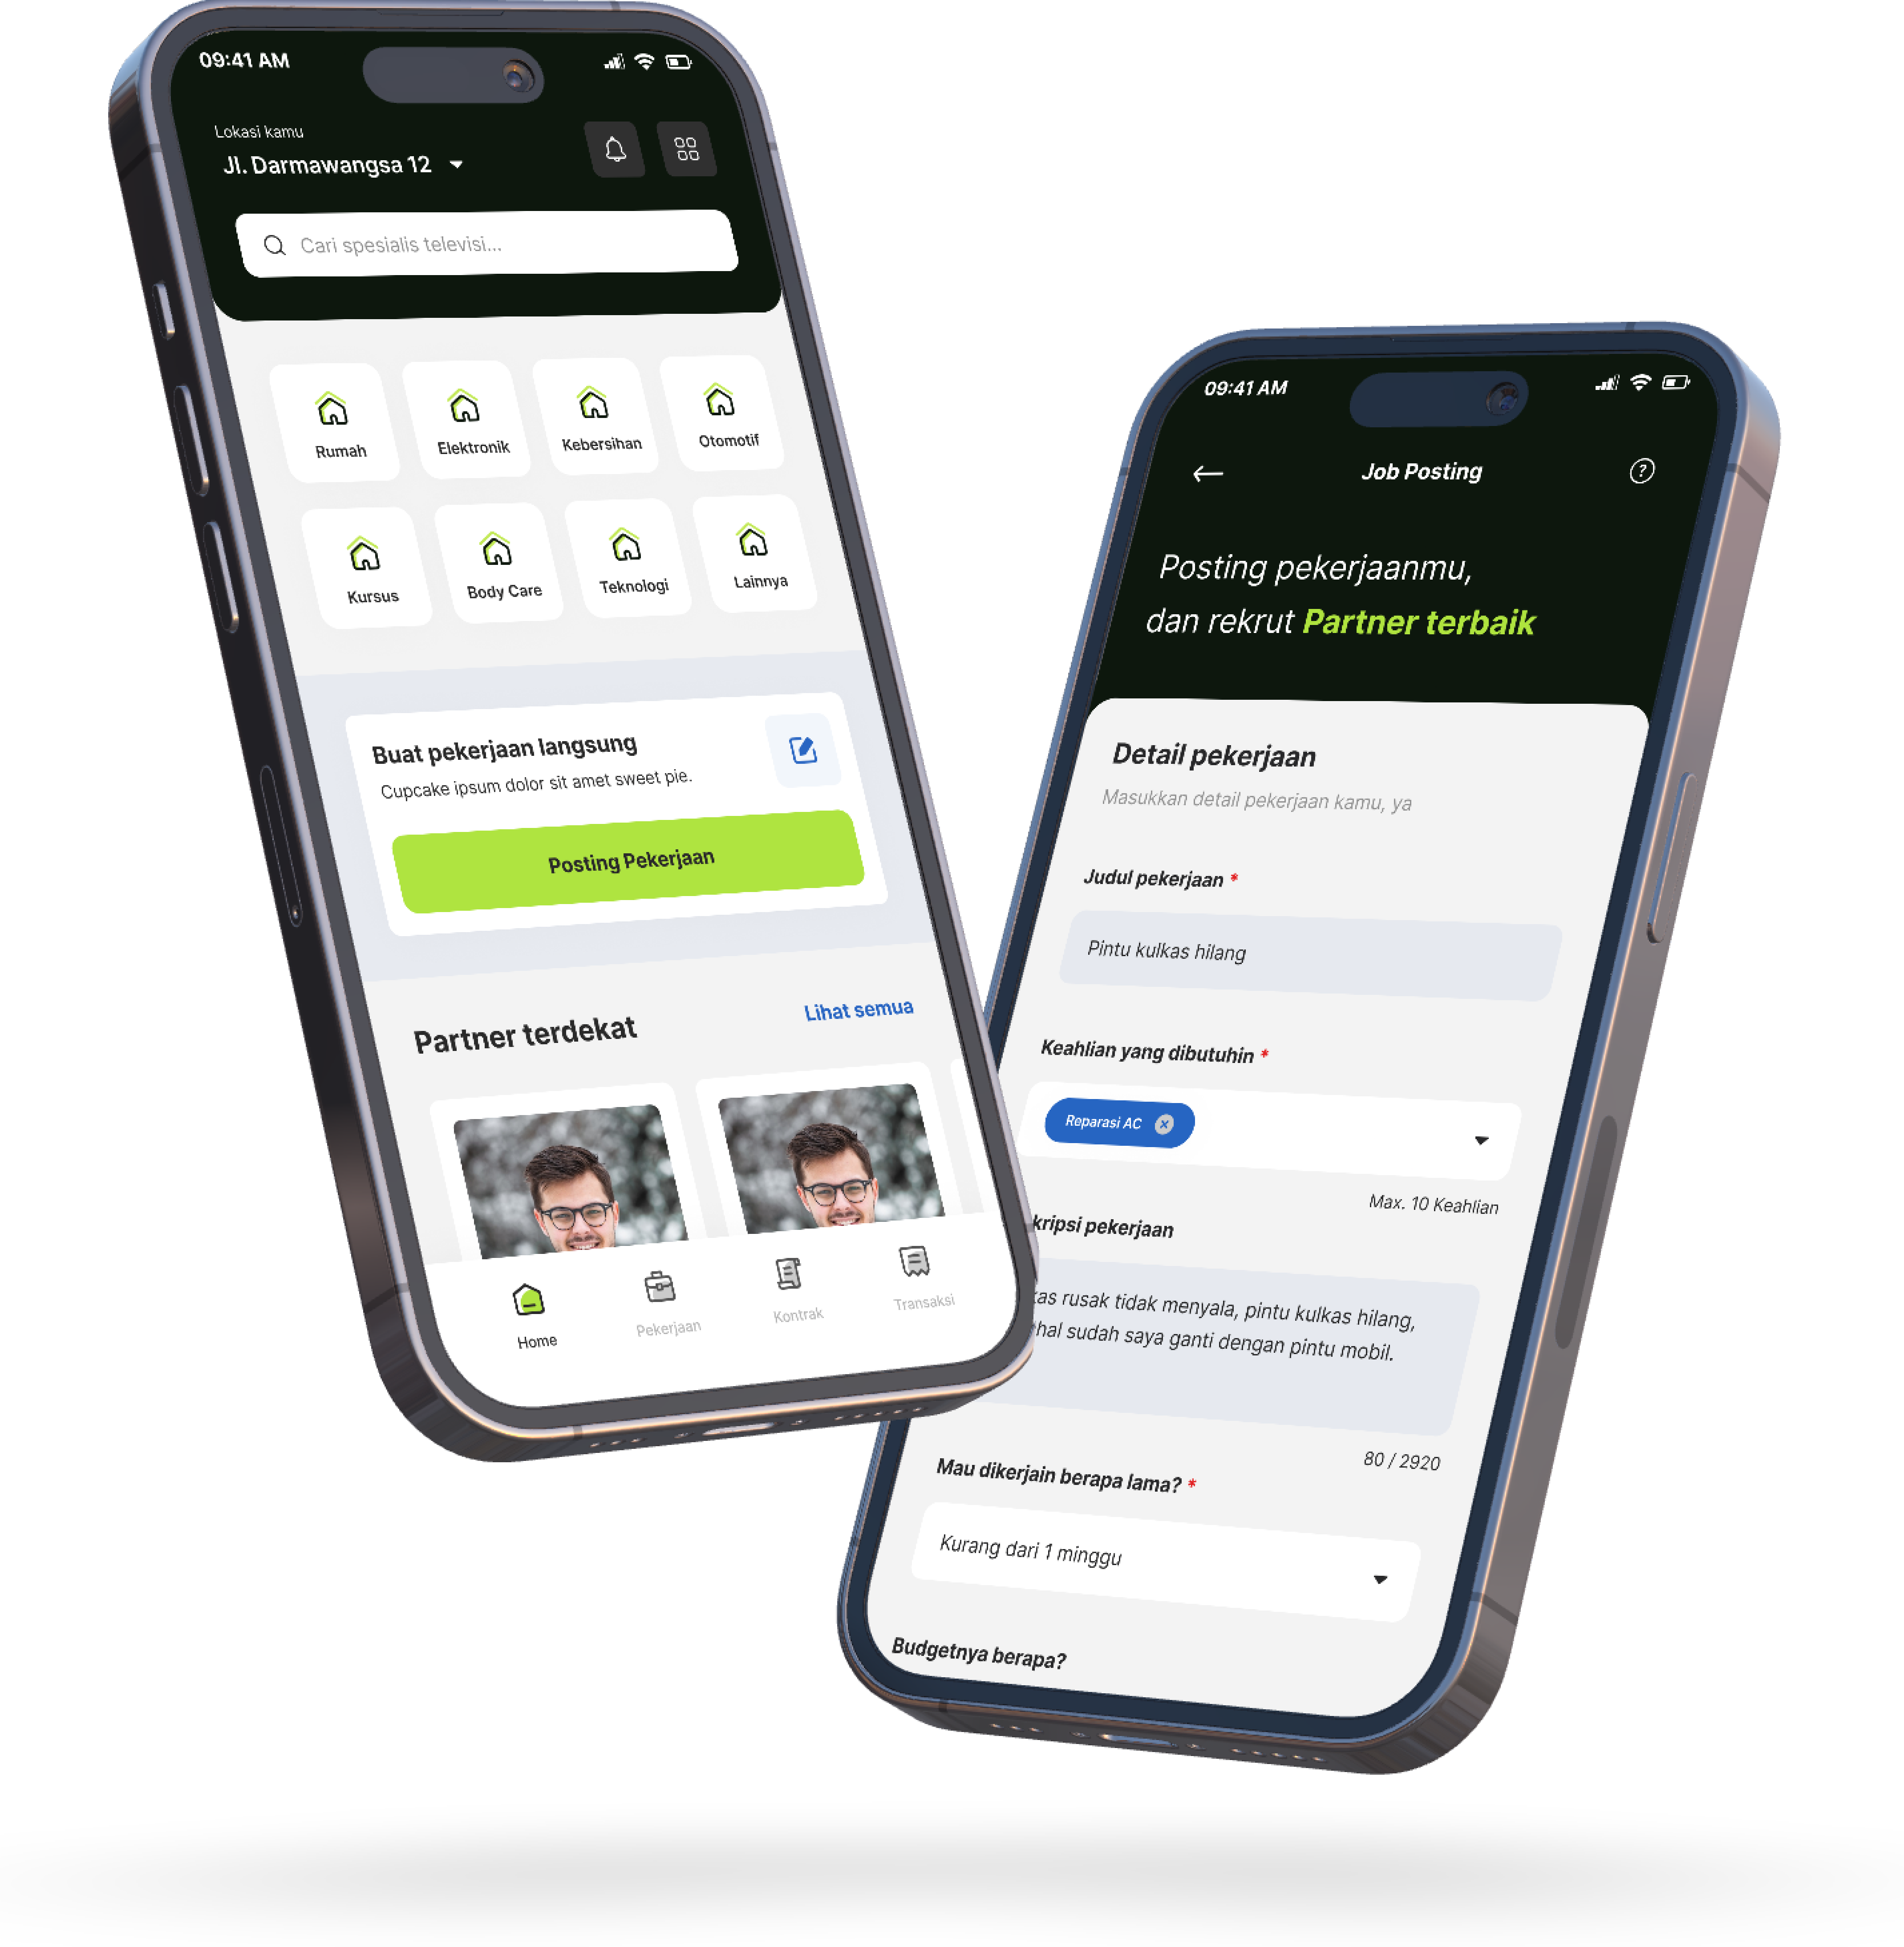 09:41 AM
Lokasi kamu
Jl. Darmawangsa 12
Cari spesialis televisi...
Rumah
Elektronik
Kebersihan
Otomotif
Kursus
Body Care
Teknologi
Lainnya
Buat pekerjaan langsung
Cupcake ipsum dolor sit amet sweet pie.
Posting Pekerjaan
Partner terdekat
Lihat semua
Home
Pekerjaan
Kontrak
Transaksi
09:41 AM
Job Posting
Posting pekerjaanmu,
dan rekrut Partner terbaik
Detail pekerjaan
Masukkan detail pekerjaan kamu, ya
Judul pekerjaan *
Pintu kulkas hilang
Keahlian yang dibutuhin *
Reparasi AC
Max. 10 Keahlian
kripsi pekerjaan
kas rusak tidak menyala, pintu kulkas hilang,
hal sudah saya ganti dengan pintu mobil.
80 / 2920
Mau dikerjain berapa lama? *
Kurang dari 1 minggu
Budgetnya berapa?